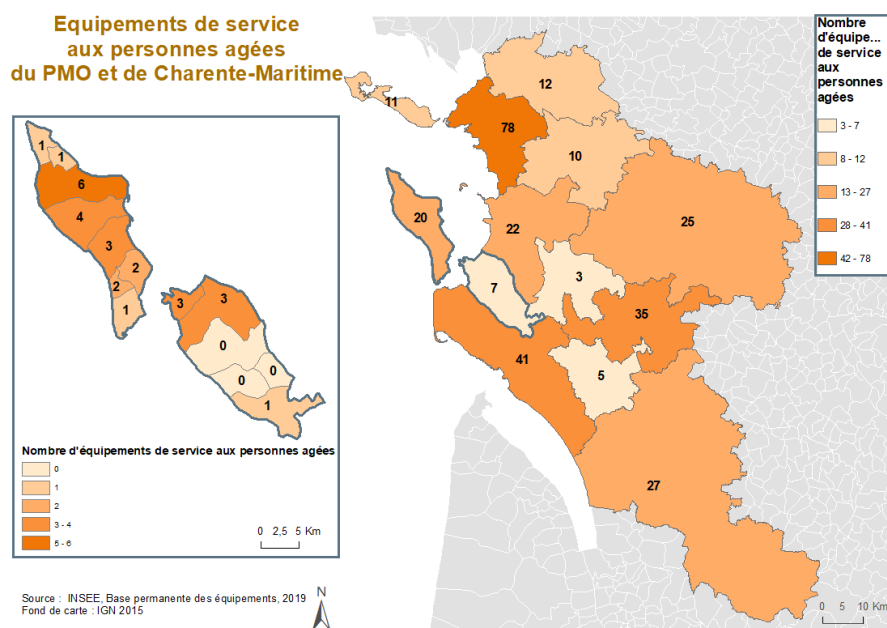 Equipements de service
aux personnes agées
du PMO et de Charente-Maritime
Nombre
d'équipe...
de service
aux
personnes
agées
3 - 7
8 - 12
13 - 27
28 - 41
42 - 78
12
11
78
10
20
22
25
7
3
35
41
5
27
1
1
6
4
3
2
2
1
3
3
0
0
0
1
Nombre d'équipements de service aux personnes agées
0
1
2
3 - 4
5 - 6
0 2,5 5 Km
Source : INSEE, Base permanente des équipements, 2019
Fond de carte : IGN 2015
N
0 5 10 Km